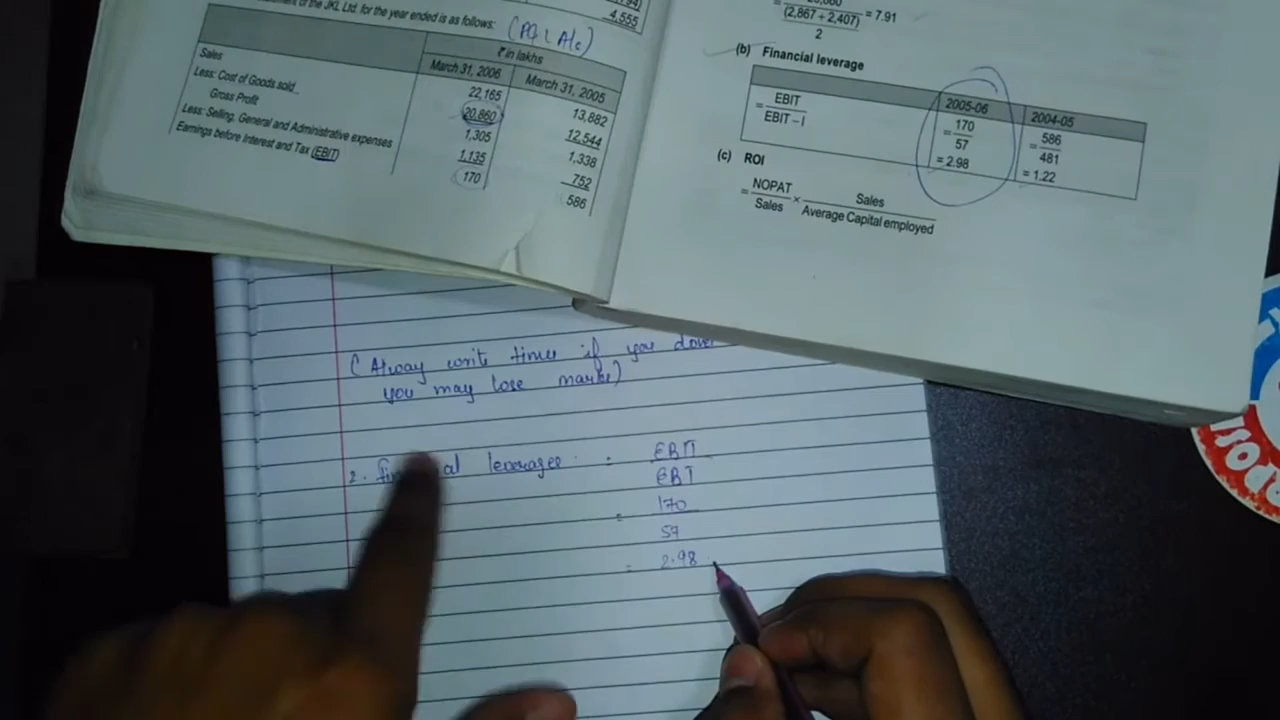 4,555
of the JKL Ltd. for the year ended is as follows:
(P&L A/c)
₹ in lakhs
March 31, 2006 March 31, 2005
Sales 22,165 13,882
Less: Cost of Goods sold 20,860 12,544
Gross Profit 1,305 1,338
Less: Selling, General and Administrative expenses 1,135 752
Earnings before Interest and Tax (EBIT) 170 586
(2,867 + 2,407) = 7.91
2
(b) Financial leverage
2005-06 2004-05
= EBIT = 170 = 586
EBIT – I 57 481
= 2.98 = 1.22
(c) ROI
= NOPAT × Sales
Sales Average Capital employed
(Alway write times if you
you may lose marks)
2. leverages : EBIT
EBT
= 170
57
= 2.98